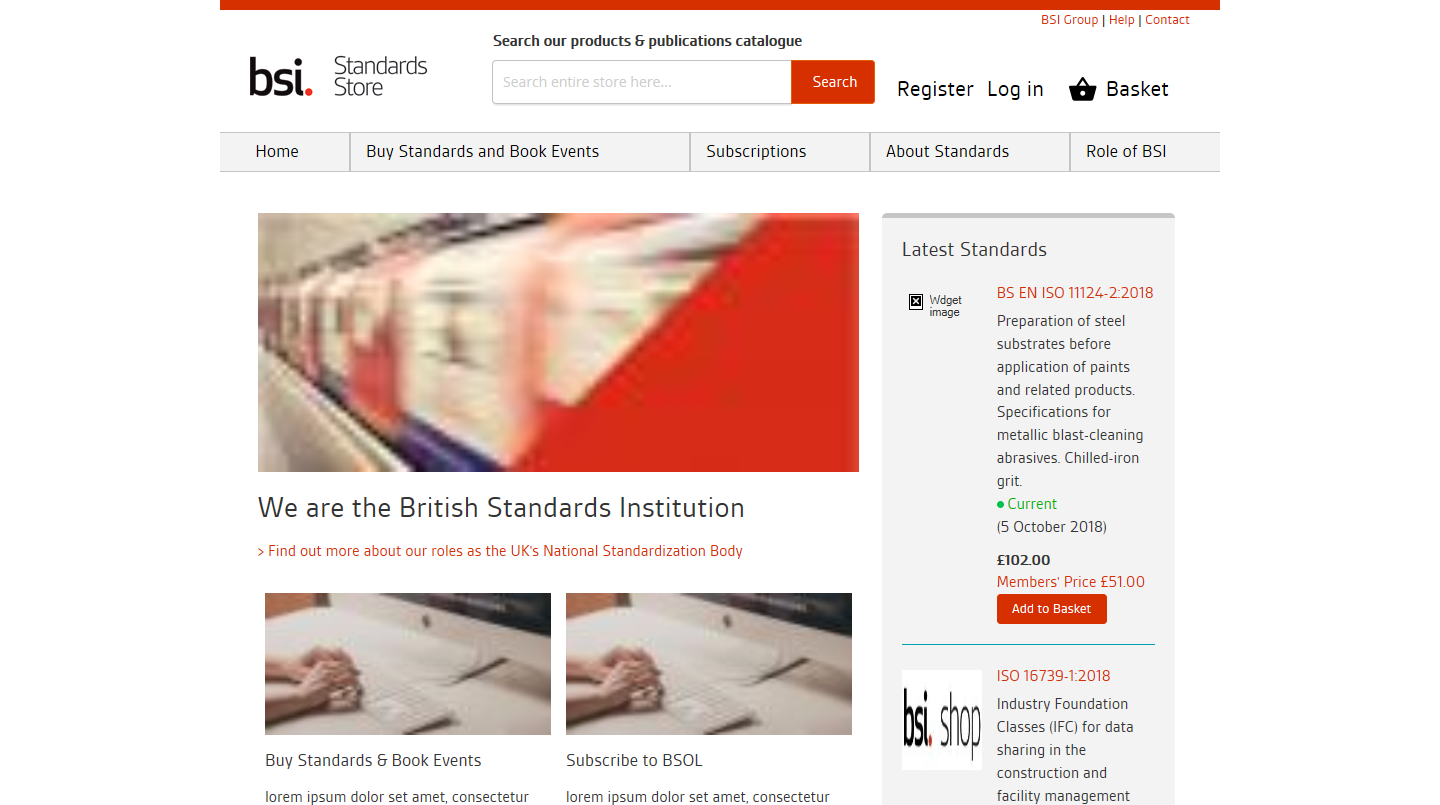 BSI Group | Help | Contact
Search our products & publications catalogue
bsi. Standards
Store
Search entire store here...
Search
Register Log in Basket
Home Buy Standards and Book Events Subscriptions About Standards Role of BSI
We are the British Standards Institution
> Find out more about our roles as the UK's National Standardization Body
Buy Standards & Book Events
lorem ipsum dolor set amet, consectetur
Subscribe to BSOL
lorem ipsum dolor set amet, consectetur
Latest Standards
Wdget
image
BS EN ISO 11124-2:2018
Preparation of steel
substrates before
application of paints
and related products.
Specifications for
metallic blast-cleaning
abrasives. Chilled-iron
grit.
Current
(5 October 2018)
£102.00
Members' Price £51.00
Add to Basket
bsi. shop
ISO 16739-1:2018
Industry Foundation
Classes (IFC) for data
sharing in the
construction and
facility management